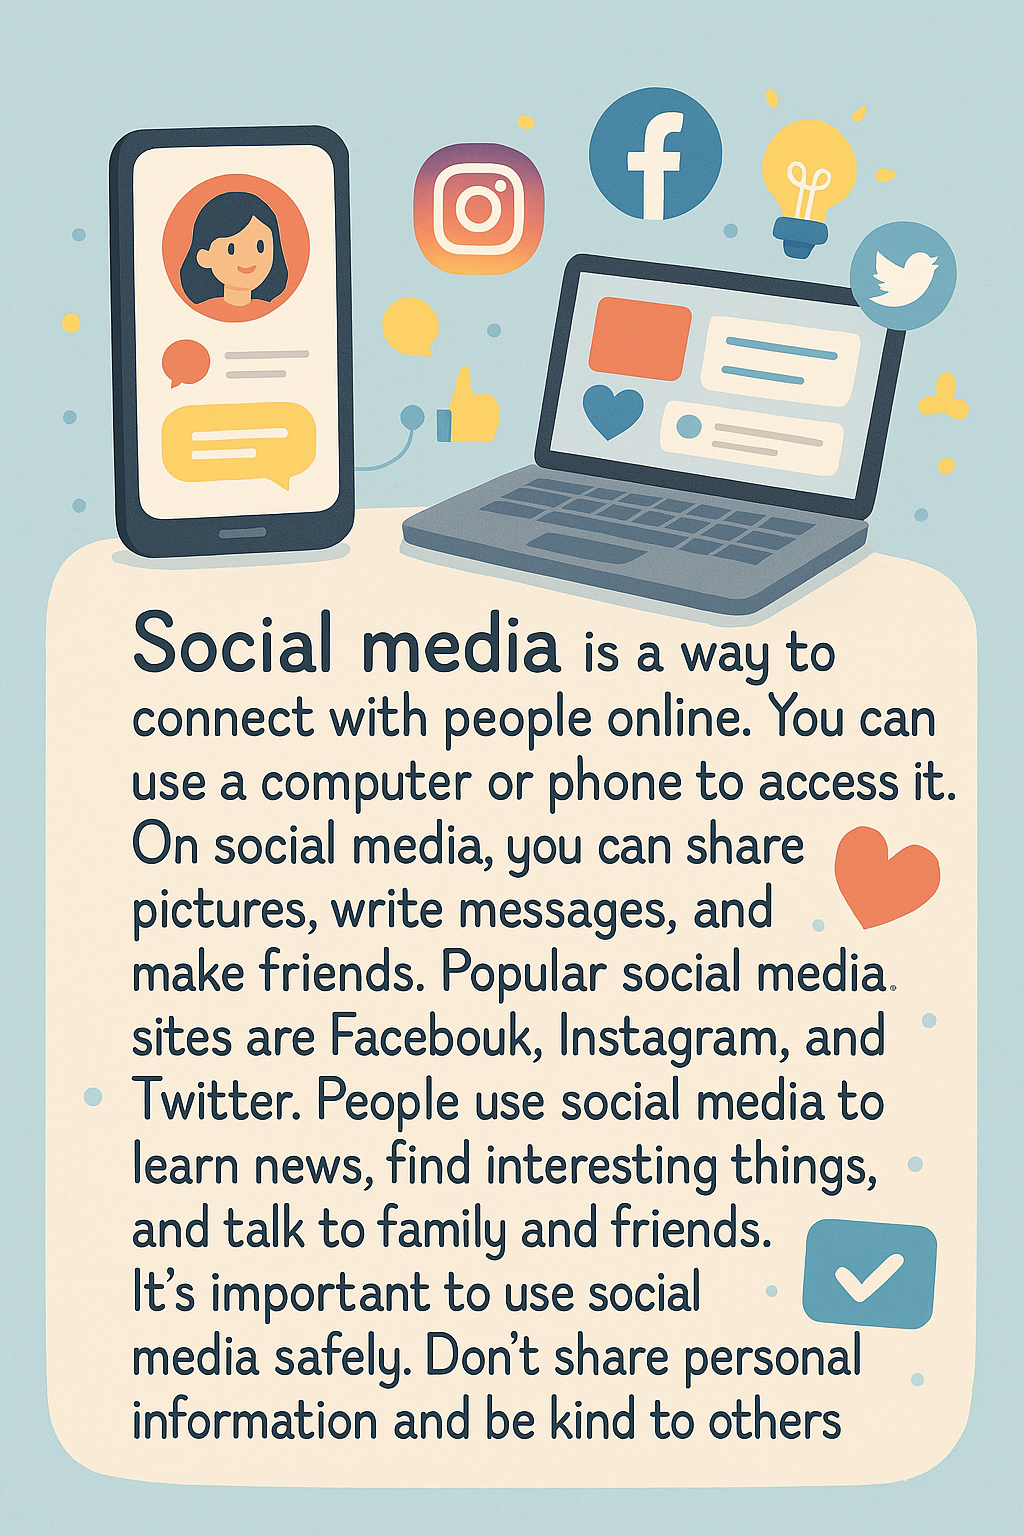 Social media is a way to
connect with people online. You can
use a computer or phone to access it.
On social media, you can share
pictures, write messages, and
make friends. Popular social media.
sites are Facebouk, Instagram, and
Twitter. People use social media to
learn news, find interesting things,
and talk to family and friends.
It's important to use social
media safely. Don't share personal
information and be kind to others